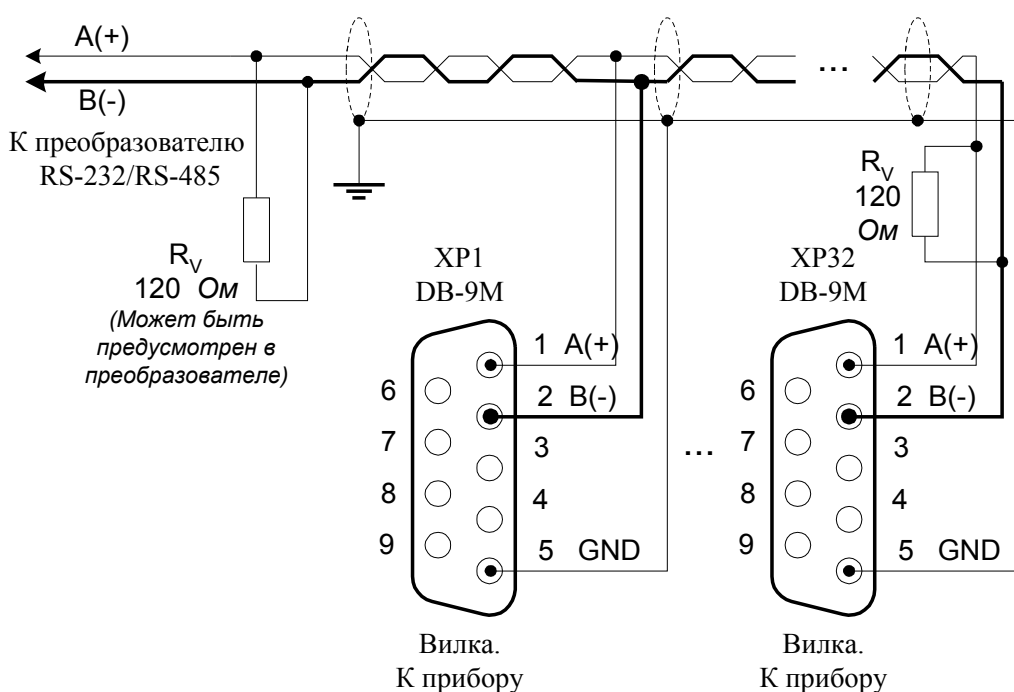 A(+)
B(-)
К преобразователю
RS-232/RS-485
...
RV
120 Ом
(Может быть
предусмотрен в
преобразователе)
RV
120
Ом
XP1
DB-9M
1 A(+)
2 B(-)
3
4
5 GND
6
7
8
9
Вилка.
К прибору
...
XP32
DB-9M
1 A(+)
2 B(-)
3
4
5 GND
6
7
8
9
Вилка.
К прибору